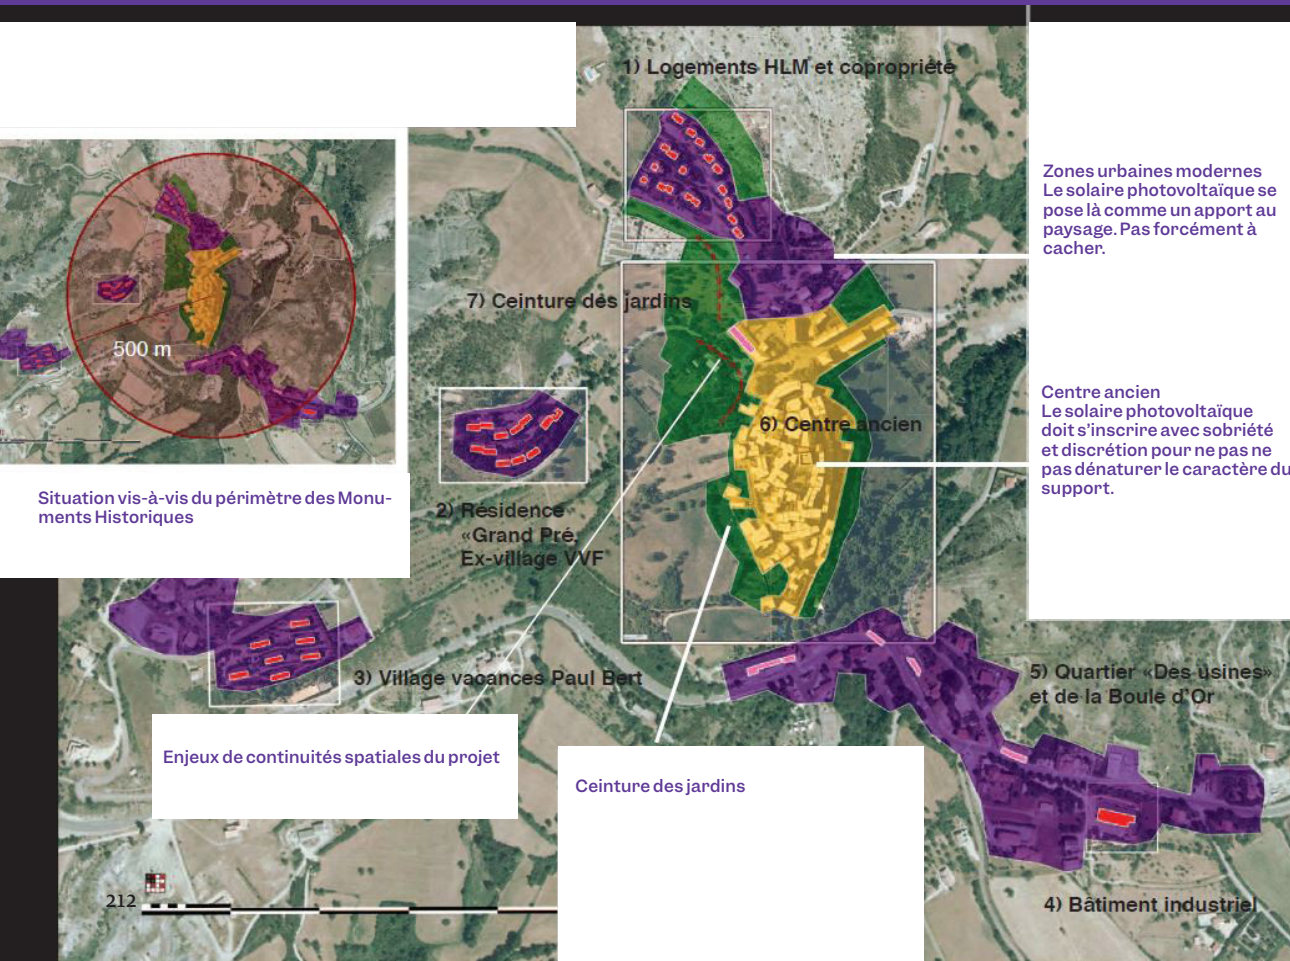 1) Logements HLM et copropriété
Zones urbaines modernes
Le solaire photovoltaïque se
pose là comme un apport au
paysage. Pas forcément à
cacher.
7) Ceinture des jardins
500 m
Centre ancien
Le solaire photovoltaïque
doit s'inscrire avec sobriété
et discrétion pour ne pas ne
pas dénaturer le caractère du
support.
6) Centre ancien
Situation vis-à-vis du périmètre des Monu-
ments Historiques
2) Résidence
«Grand Pré,
Ex-village VVF
3) Village vacances Paul Bert
5) Quartier «Des usines»
et de la Boule d'Or
Enjeux de continuités spatiales du projet
Ceinture des jardins
4) Bâtiment industriel
212